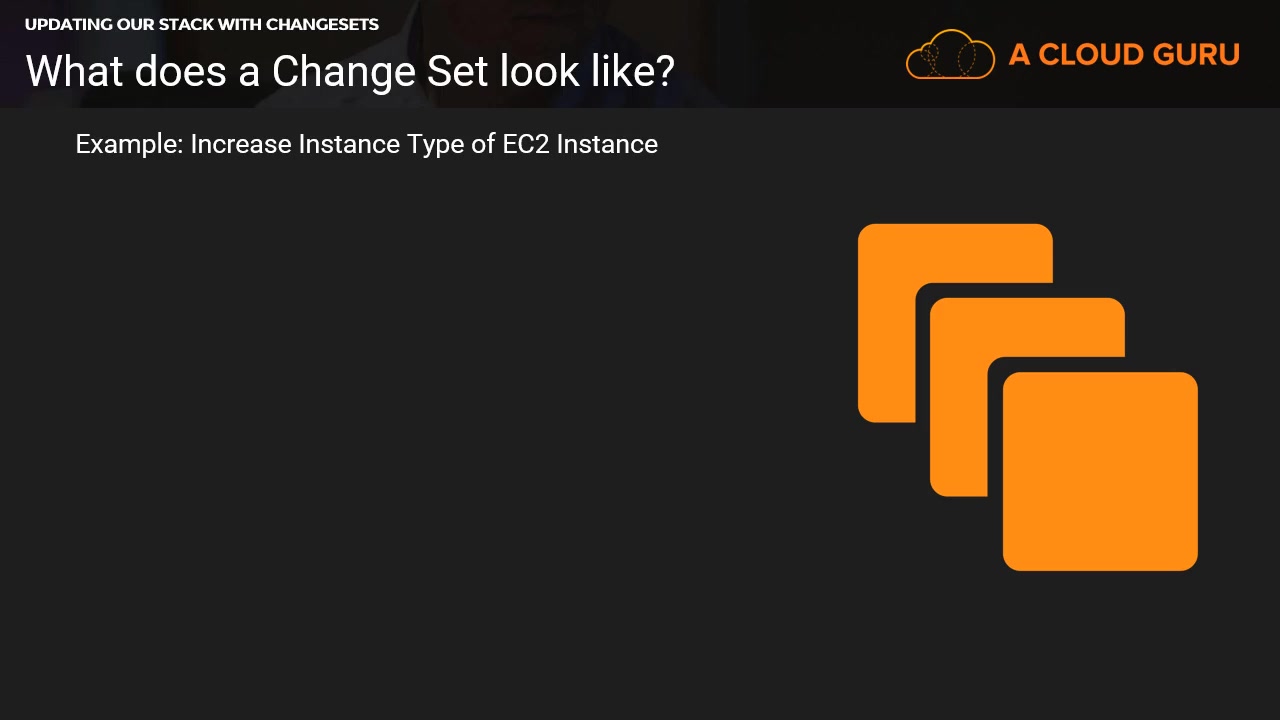 UPDATING OUR STACK WITH CHANGESETS
What does a Change Set look like?
A CLOUD GURU
Example: Increase Instance Type of EC2 Instance